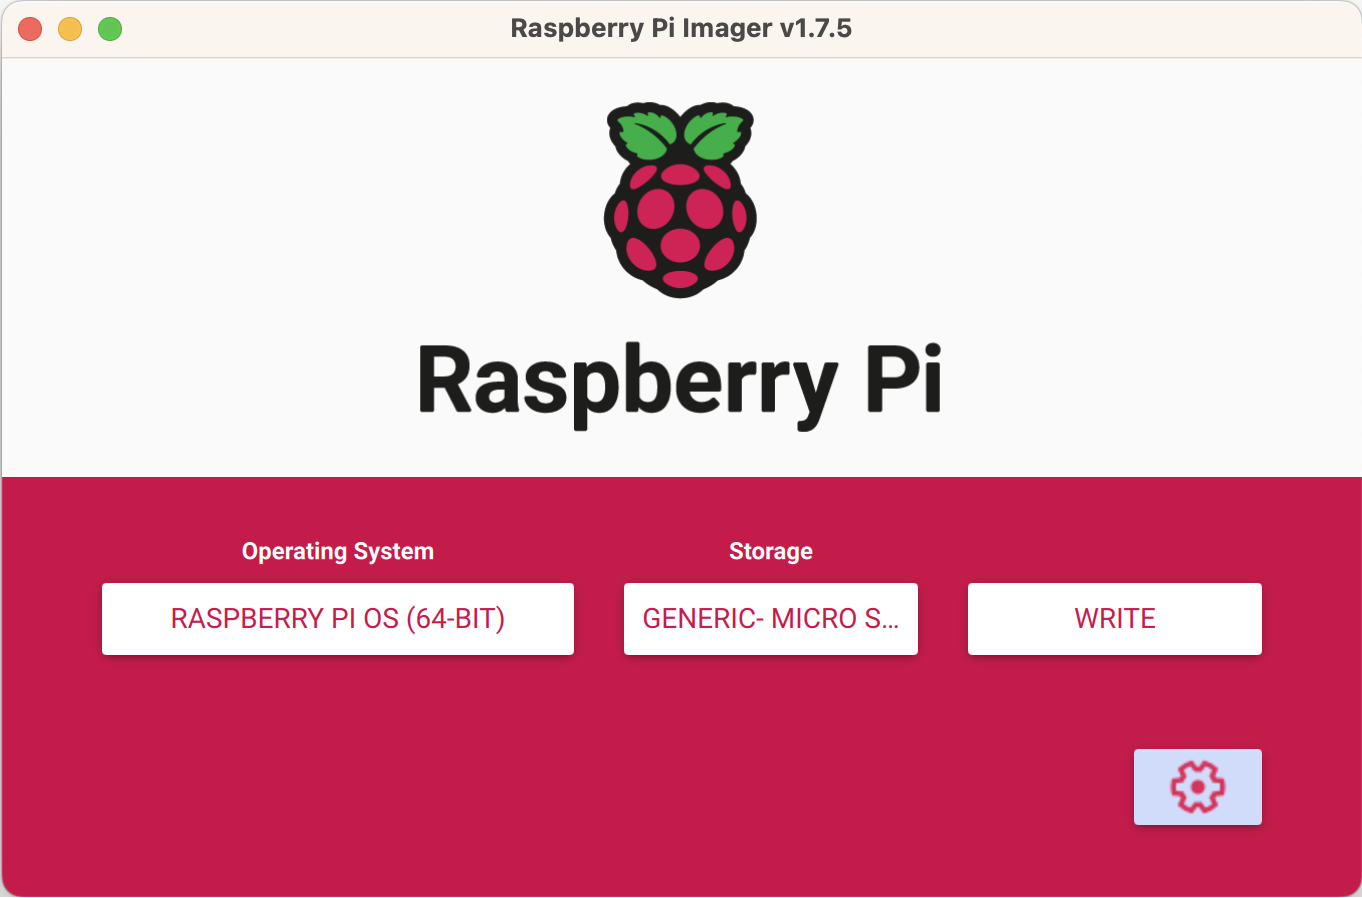 Raspberry Pi Imager v1.7.5
Raspberry Pi
Operating System
Storage
RASPBERRY PI OS (64-BIT)
GENERIC- MICRO S...
WRITE